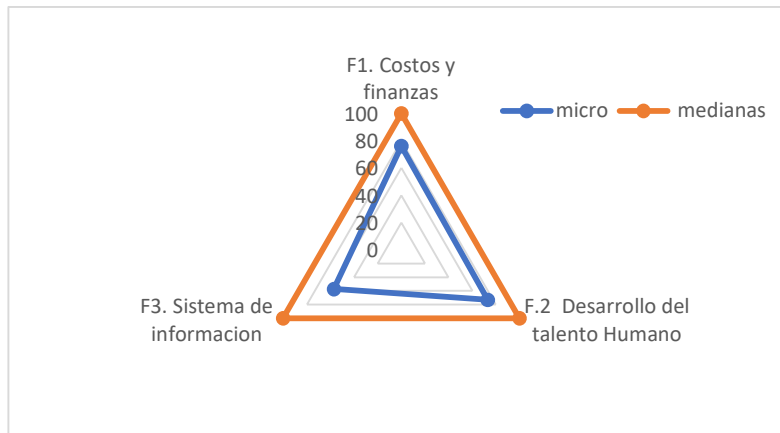 F1. Costos y
finanzas
100
80
60
40
20
0
micro
medianas
F3. Sistema de
informacion
F.2  Desarrollo del
talento Humano